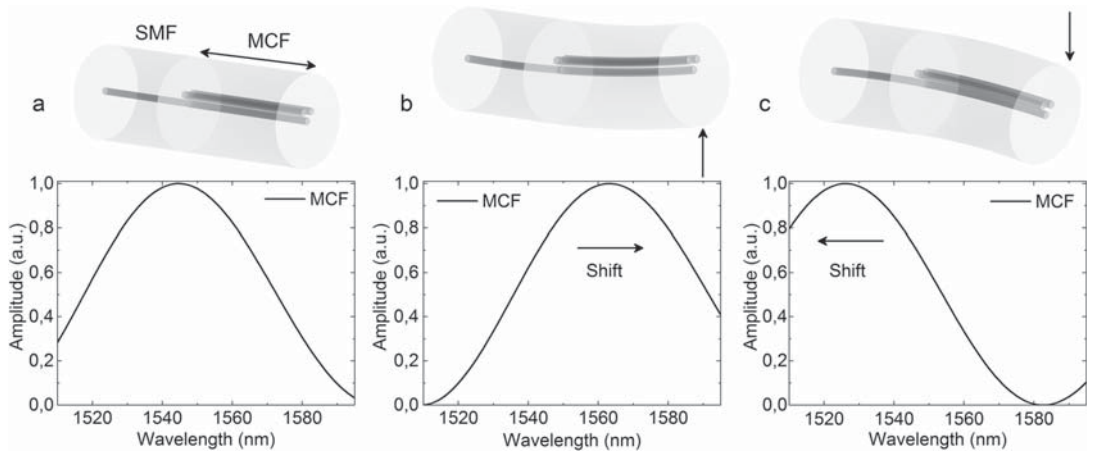 SMF MCF
a
b
c
MCF
1,0
0,8
0,6
0,4
0,2
0,0
Amplitude (a.u.)
1520 1540 1560 1580
Wavelength (nm)
MCF
Shift
1,0
0,8
0,6
0,4
0,2
0,0
Amplitude (a.u.)
1520 1540 1560 1580
Wavelength (nm)
MCF
Shift
1,0
0,8
0,6
0,4
0,2
0,0
Amplitude (a.u.)
1520 1540 1560 1580
Wavelength (nm)